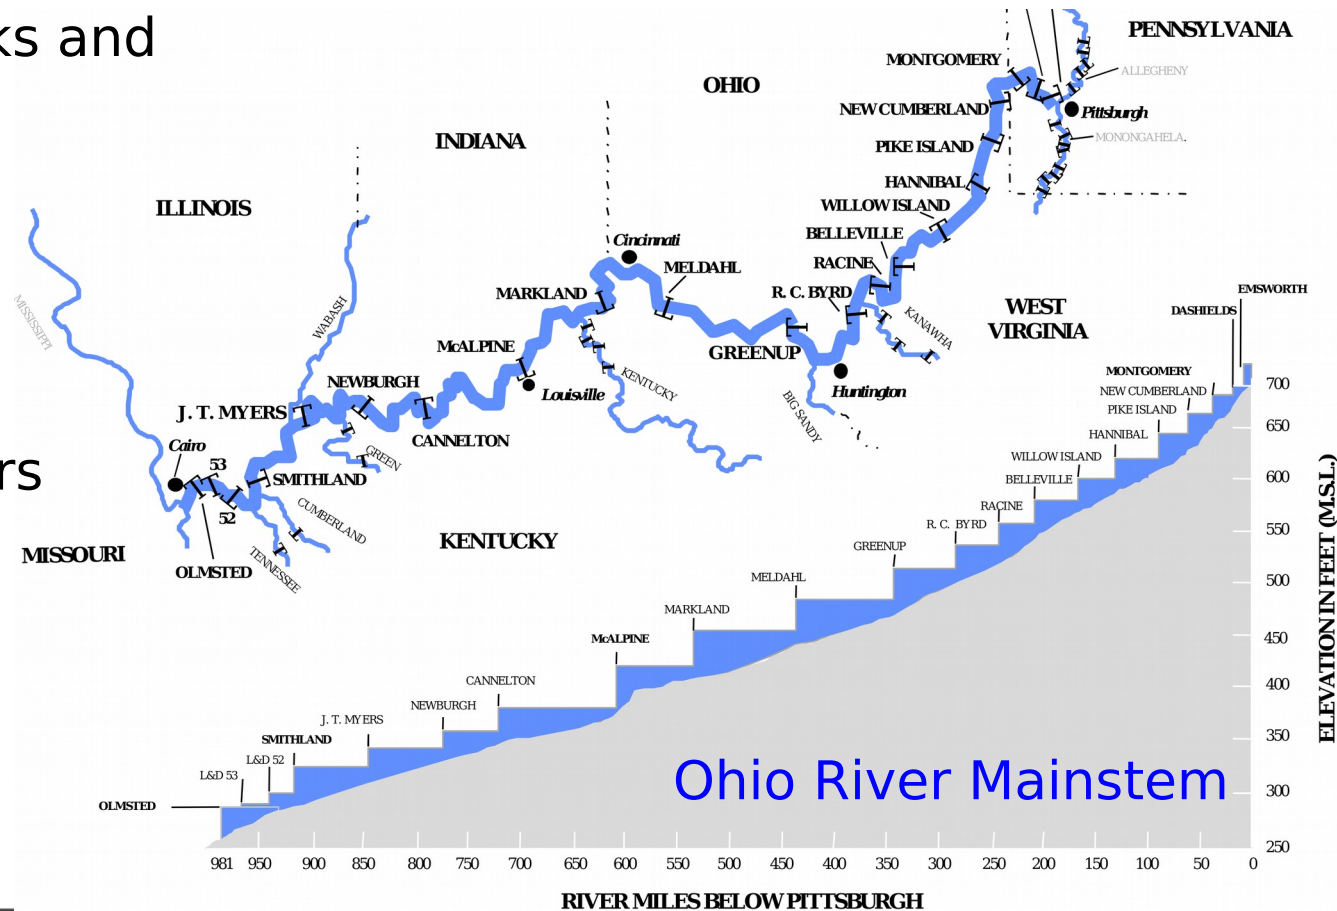 ks and
rs
PENNSYLVANIA
MONTGOMERY
ALLEGHENY
OHIO
NEW CUMBERLAND
Pittsburgh
MONONGAHELA.
INDIANA
PIKE ISLAND
HANNIBAL
ILLINOIS
WILLOW ISLAND
BELLEVILLE
Cincinnati
MELDAHL
RACINE
MARKLAND
R. C. BYRD
MISSISSIPPI
WABASH
WEST
VIRGINIA
KANAWHA
McALPINE
GREENUP
NEWBURGH
KENTUCKY
Louisville
Huntington
BIG SANDY
J. T. MYERS
CANNELTON
Cairo
GREEN
53
SMITHLAND
52
CUMBERLAND
KENTUCKY
MISSOURI
OLMSTED
TENNESSEE
EMSWORTH
DASHIELDS
MONTGOMERY
NEW CUMBERLAND
PIKE ISLAND
HANNIBAL
WILLOW ISLAND
BELLEVILLE
RACINE
R. C. BYRD
GREENUP
MELDAHL
MARKLAND
McALPINE
CANNELTON
NEWBURGH
J. T. MYERS
SMITHLAND
L&D 52
L&D 53
OLMSTED
700
650
600
550
500
450
400
350
300
250
ELEVATION IN FEET (M.S.L.)
Ohio River Mainstem
981 950 900 850 800 750 700 650 600 550 500 450 400 350 300 250 200 150 100 50 0
RIVER MILES BELOW PITTSBURGH